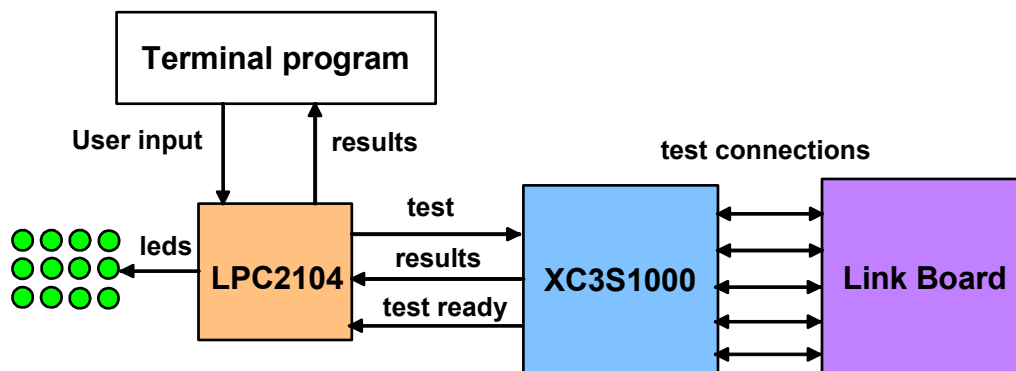 Terminal program
User input
results
test connections
leds
LPC2104
test
results
test ready
XC3S1000
Link Board